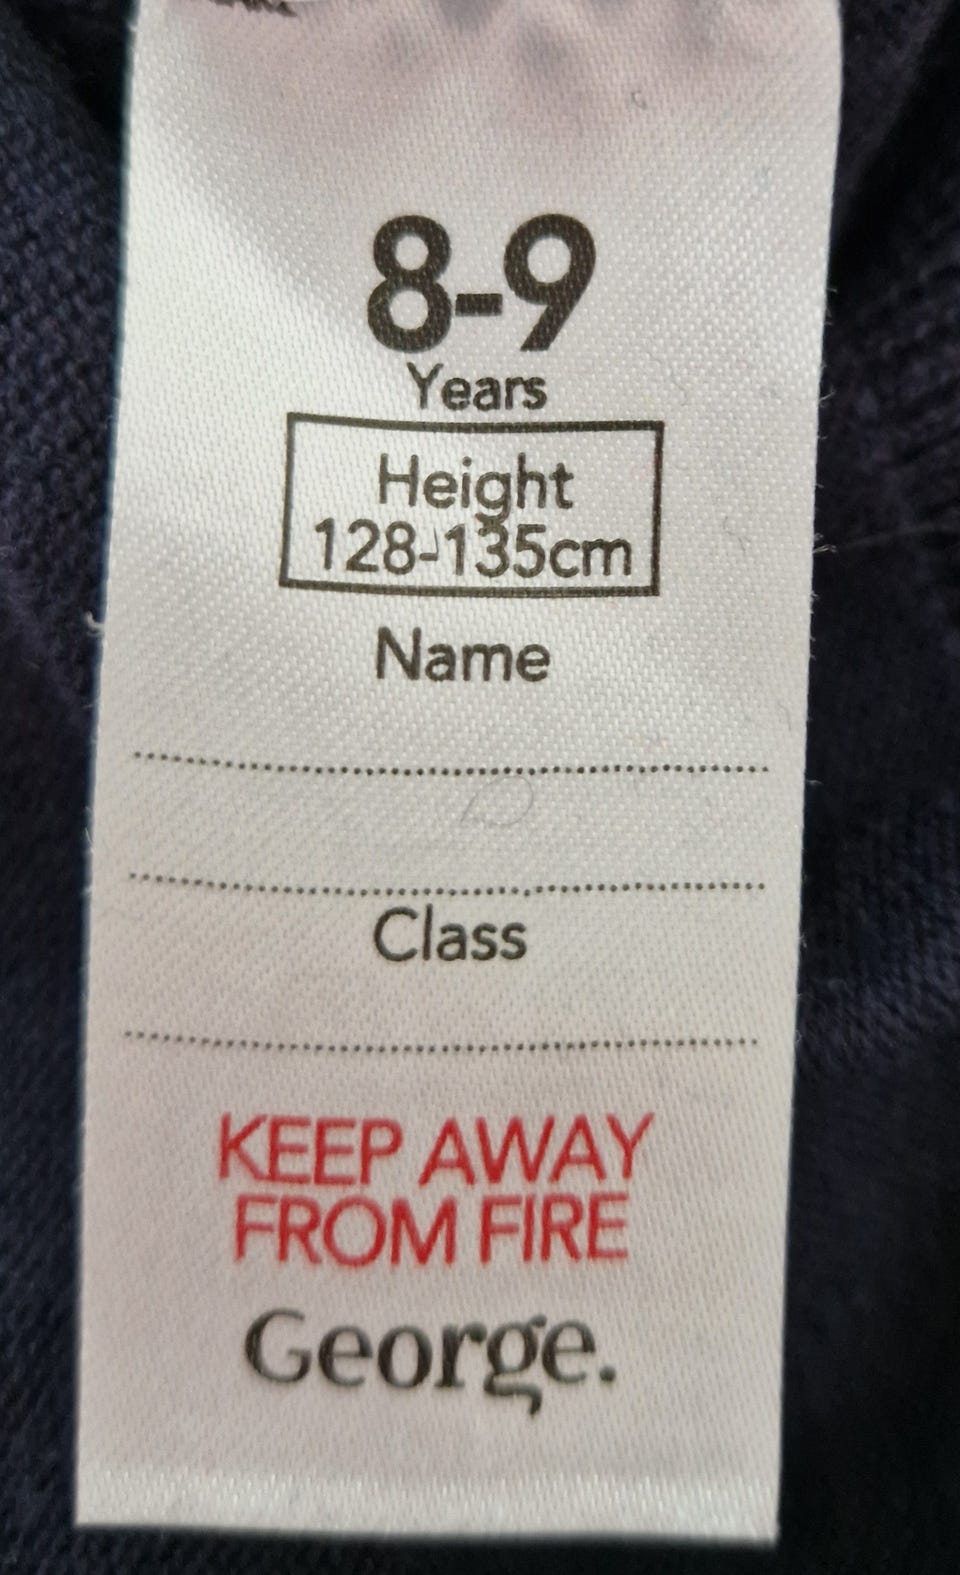 8-9
Years
Height
128-135cm
Name
Class
KEEP AWAY
FROM FIRE
George.